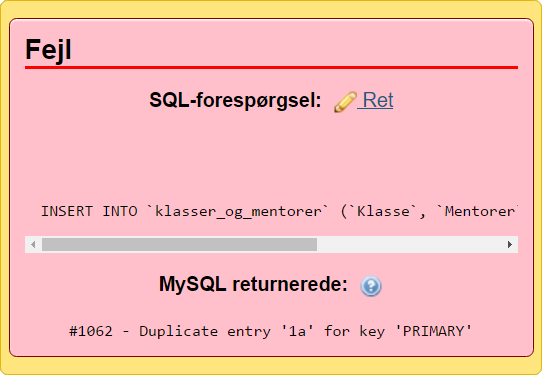 Fejl
SQL-forespørgsel: Ret
INSERT INTO `klasser_og_mentorer` (`Klasse`, `Mentorer`
MySQL returnerede:
#1062 - Duplicate entry '1a' for key 'PRIMARY'